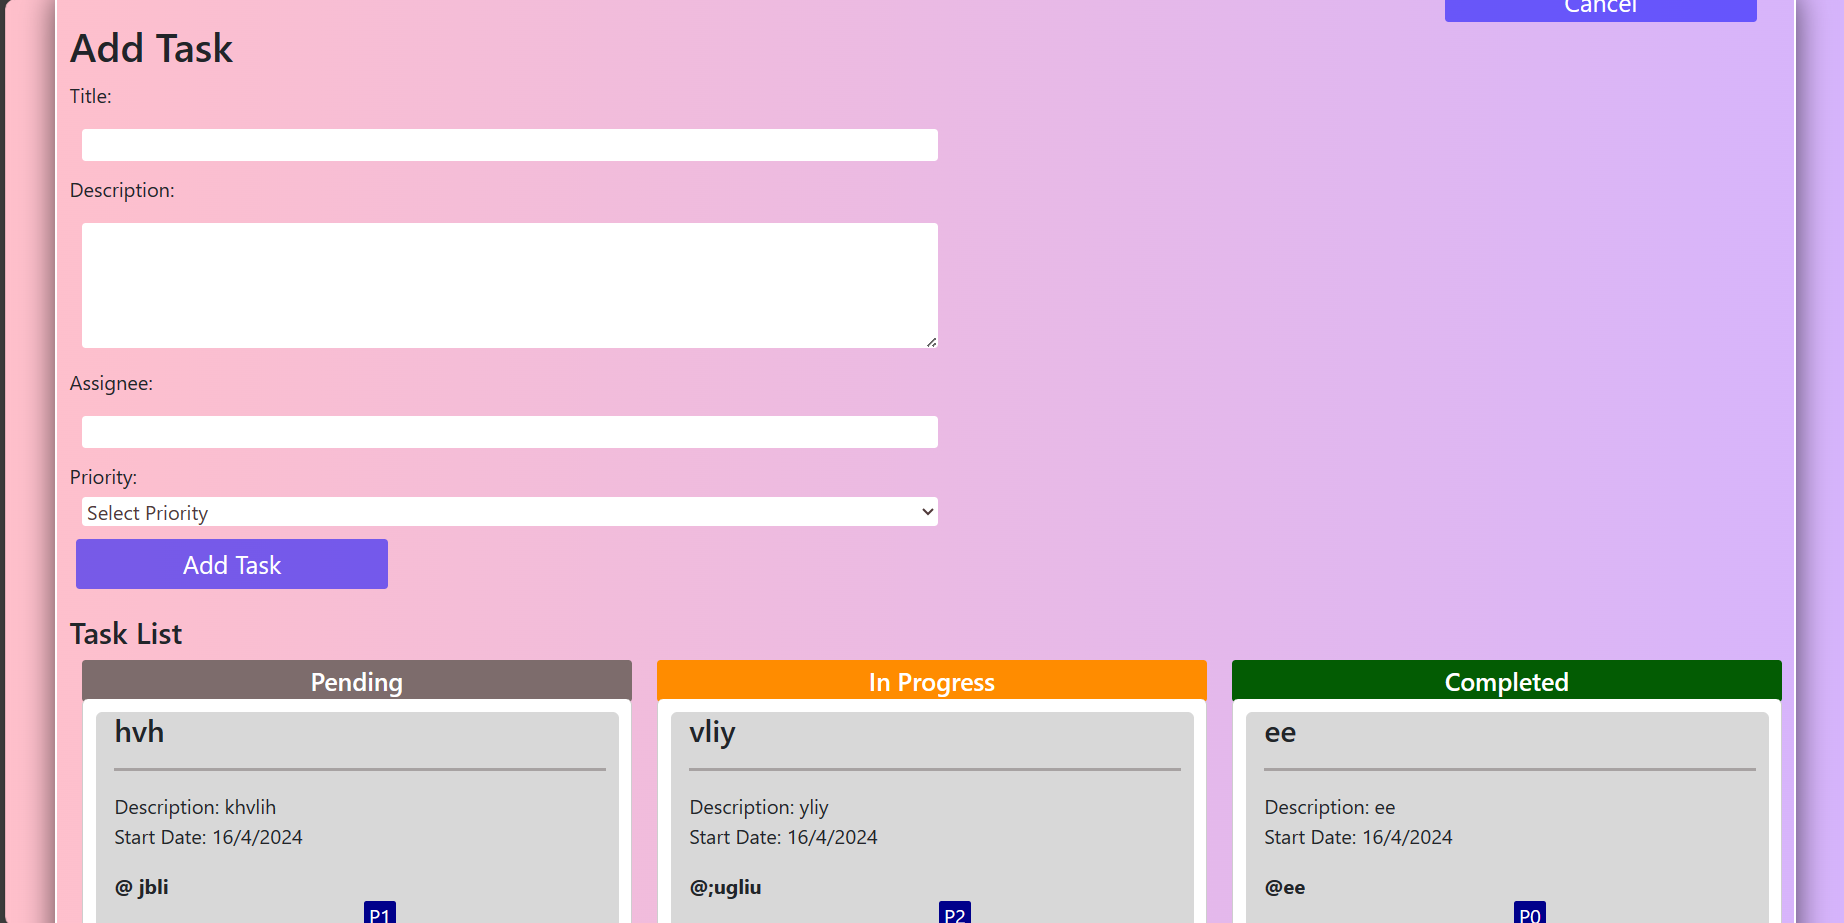 Cancel
Add Task
Title:
Description:
Assignee:
Priority:
Select Priority
Add Task
Task List
Pending
hvh
Description: khvlih
Start Date: 16/4/2024
@ jbli
P1
In Progress
vliy
Description: yliy
Start Date: 16/4/2024
@;ugliu
P2
Completed
ee
Description: ee
Start Date: 16/4/2024
@ee
P0